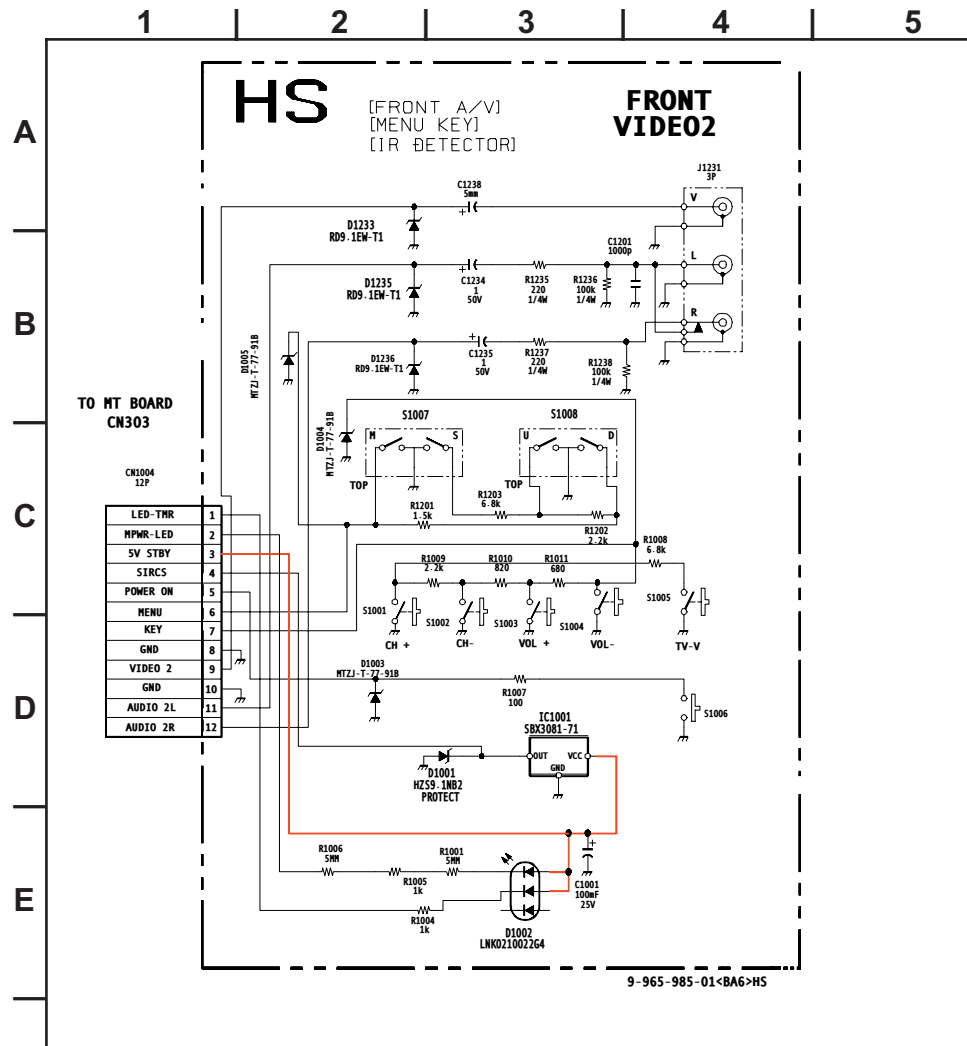 1 2 3 4 5
A
B
C
D
E
HS
[FRONT A/V]
[MENU KEY]
[IR DETECTOR]
FRONT
VIDEO2
J1231
3P
V
C1238
5mm
+
D1233
RD9.1EW-T1
C1201
1000p
L
D1235
RD9.1EW-T1
+
C1234
1
50V
R1235
220
1/4W
R1236
100k
1/4W
R
D1005
MTZJ-T-77-91B
D1236
RD9.1EW-T1
+
C1235
1
50V
R1237
220
1/4W
R1238
100k
1/4W
TO MT BOARD
CN303
D1004
MTZJ-T-77-91B
S1007
M S
TOP
S1008
U D
TOP
CN1004
12P
R1201
1.5k
R1203
6.8k
R1202
2.2k
LED-TMR 1
MPWR-LED 2
5V STBY 3
SIRCS 4
POWER ON 5
MENU 6
KEY 7
GND 8
VIDEO 2 9
GND 10
AUDIO 2L 11
AUDIO 2R 12
R1008
6.8k
R1009
2.2k
R1010
820
R1011
680
S1001
S1002
S1003
S1004
S1005
CH +
CH-
VOL +
VOL-
TV-V
D1003
MTZJ-T-77-91B
R1007
100
S1006
IC1001
SBX3081-71
OUT VCC
GND
D1001
HZS9.1NB2
PROTECT
R1006
5MM
R1005
1k
R1001
5MM
R1004
1k
+
C1001
100mF
25V
D1002
LNK0210022G4
9-965-985-01<BA6>HS